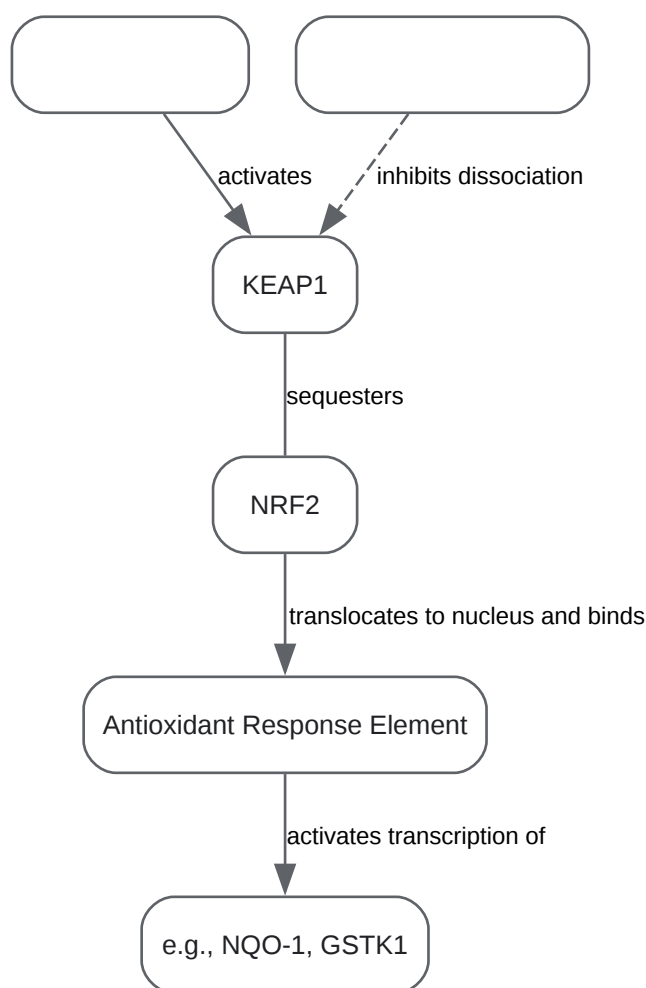 activates
inhibits dissociation
KEAP1
sequesters
NRF2
translocates to nucleus and binds
Antioxidant Response Element
activates transcription of
e.g., NQO-1, GSTK1